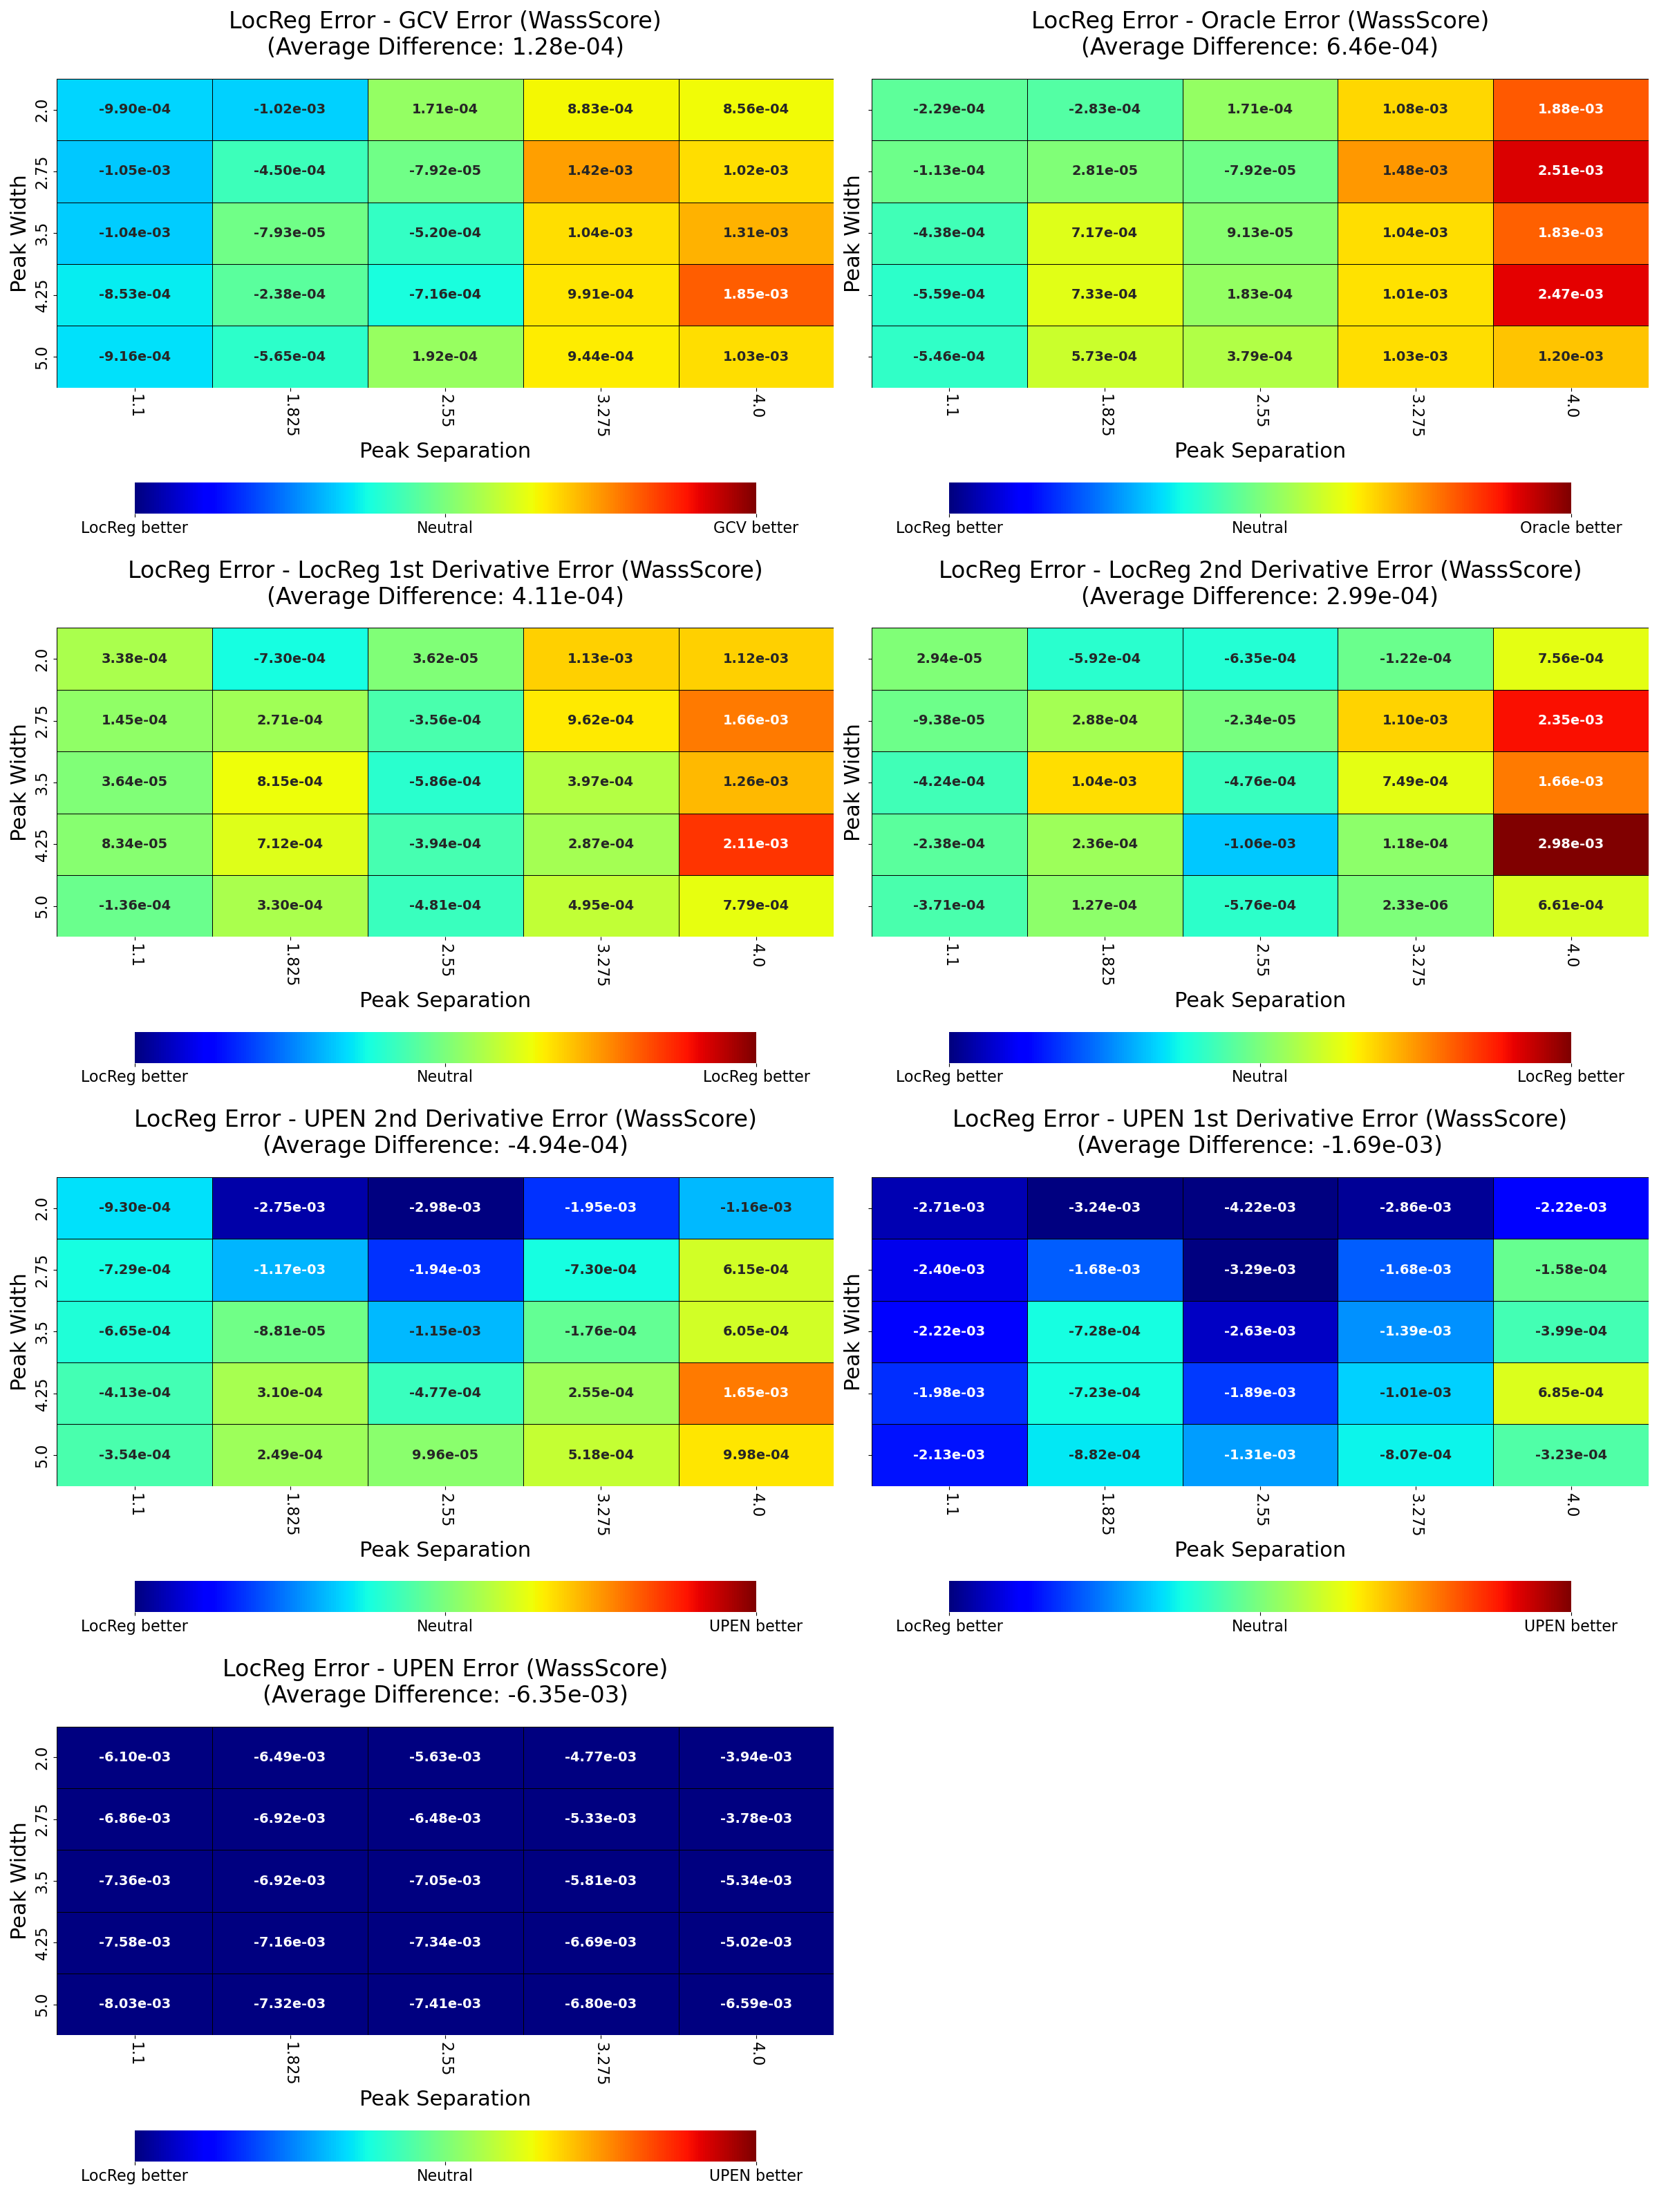 LocReg Error - GCV Error (WassScore)
(Average Difference: 1.28e-04)
Peak Width
2.0 -9.90e-04 -1.02e-03 1.71e-04 8.83e-04 8.56e-04
2.75 -1.05e-03 -4.50e-04 -7.92e-05 1.42e-03 1.02e-03
3.5 -1.04e-03 -7.93e-05 -5.20e-04 1.04e-03 1.31e-03
4.25 -8.53e-04 -2.38e-04 -7.16e-04 9.91e-04 1.85e-03
5.0 -9.16e-04 -5.65e-04 1.92e-04 9.44e-04 1.03e-03
1.1 1.825 2.55 3.275 4.0
Peak Separation
LocReg better Neutral GCV better
LocReg Error - Oracle Error (WassScore)
(Average Difference: 6.46e-04)
Peak Width
-2.29e-04 -2.83e-04 1.71e-04 1.08e-03 1.88e-03
-1.13e-04 2.81e-05 -7.92e-05 1.48e-03 2.51e-03
-4.38e-04 7.17e-04 9.13e-05 1.04e-03 1.83e-03
-5.59e-04 7.33e-04 1.83e-04 1.01e-03 2.47e-03
-5.46e-04 5.73e-04 3.79e-04 1.03e-03 1.20e-03
1.1 1.825 2.55 3.275 4.0
Peak Separation
LocReg better Neutral Oracle better
LocReg Error - LocReg 1st Derivative Error (WassScore)
(Average Difference: 4.11e-04)
Peak Width
2.0 3.38e-04 -7.30e-04 3.62e-05 1.13e-03 1.12e-03
2.75 1.45e-04 2.71e-04 -3.56e-04 9.62e-04 1.66e-03
3.5 3.64e-05 8.15e-04 -5.86e-04 3.97e-04 1.26e-03
4.25 8.34e-05 7.12e-04 -3.94e-04 2.87e-04 2.11e-03
5.0 -1.36e-04 3.30e-04 -4.81e-04 4.95e-04 7.79e-04
1.1 1.825 2.55 3.275 4.0
Peak Separation
LocReg better Neutral LocReg better
LocReg Error - LocReg 2nd Derivative Error (WassScore)
(Average Difference: 2.99e-04)
Peak Width
2.94e-05 -5.92e-04 -6.35e-04 -1.22e-04 7.56e-04
-9.38e-05 2.88e-04 -2.34e-05 1.10e-03 2.35e-03
-4.24e-04 1.04e-03 -4.76e-04 7.49e-04 1.66e-03
-2.38e-04 2.36e-04 -1.06e-03 1.18e-04 2.98e-03
-3.71e-04 1.27e-04 -5.76e-04 2.33e-06 6.61e-04
1.1 1.825 2.55 3.275 4.0
Peak Separation
LocReg better Neutral LocReg better
LocReg Error - UPEN 2nd Derivative Error (WassScore)
(Average Difference: -4.94e-04)
Peak Width
2.0 -9.30e-04 -2.75e-03 -2.98e-03 -1.95e-03 -1.16e-03
2.75 -7.29e-04 -1.17e-03 -1.94e-03 -7.30e-04 6.15e-04
3.5 -6.65e-04 -8.81e-05 -1.15e-03 -1.76e-04 6.05e-04
4.25 -4.13e-04 3.10e-04 -4.77e-04 2.55e-04 1.65e-03
5.0 -3.54e-04 2.49e-04 9.96e-05 5.18e-04 9.98e-04
1.1 1.825 2.55 3.275 4.0
Peak Separation
LocReg better Neutral UPEN better
LocReg Error - UPEN 1st Derivative Error (WassScore)
(Average Difference: -1.69e-03)
Peak Width
-2.71e-03 -3.24e-03 -4.22e-03 -2.86e-03 -2.22e-03
-2.40e-03 -1.68e-03 -3.29e-03 -1.68e-03 -1.58e-04
-2.22e-03 -7.28e-04 -2.63e-03 -1.39e-03 -3.99e-04
-1.98e-03 -7.23e-04 -1.89e-03 -1.01e-03 6.85e-04
-2.13e-03 -8.82e-04 -1.31e-03 -8.07e-04 -3.23e-04
1.1 1.825 2.55 3.275 4.0
Peak Separation
LocReg better Neutral UPEN better
LocReg Error - UPEN Error (WassScore)
(Average Difference: -6.35e-03)
Peak Width
2.0 -6.10e-03 -6.49e-03 -5.63e-03 -4.77e-03 -3.94e-03
2.75 -6.86e-03 -6.92e-03 -6.48e-03 -5.33e-03 -3.78e-03
3.5 -7.36e-03 -6.92e-03 -7.05e-03 -5.81e-03 -5.34e-03
4.25 -7.58e-03 -7.16e-03 -7.34e-03 -6.69e-03 -5.02e-03
5.0 -8.03e-03 -7.32e-03 -7.41e-03 -6.80e-03 -6.59e-03
1.1 1.825 2.55 3.275 4.0
Peak Separation
LocReg better Neutral UPEN better